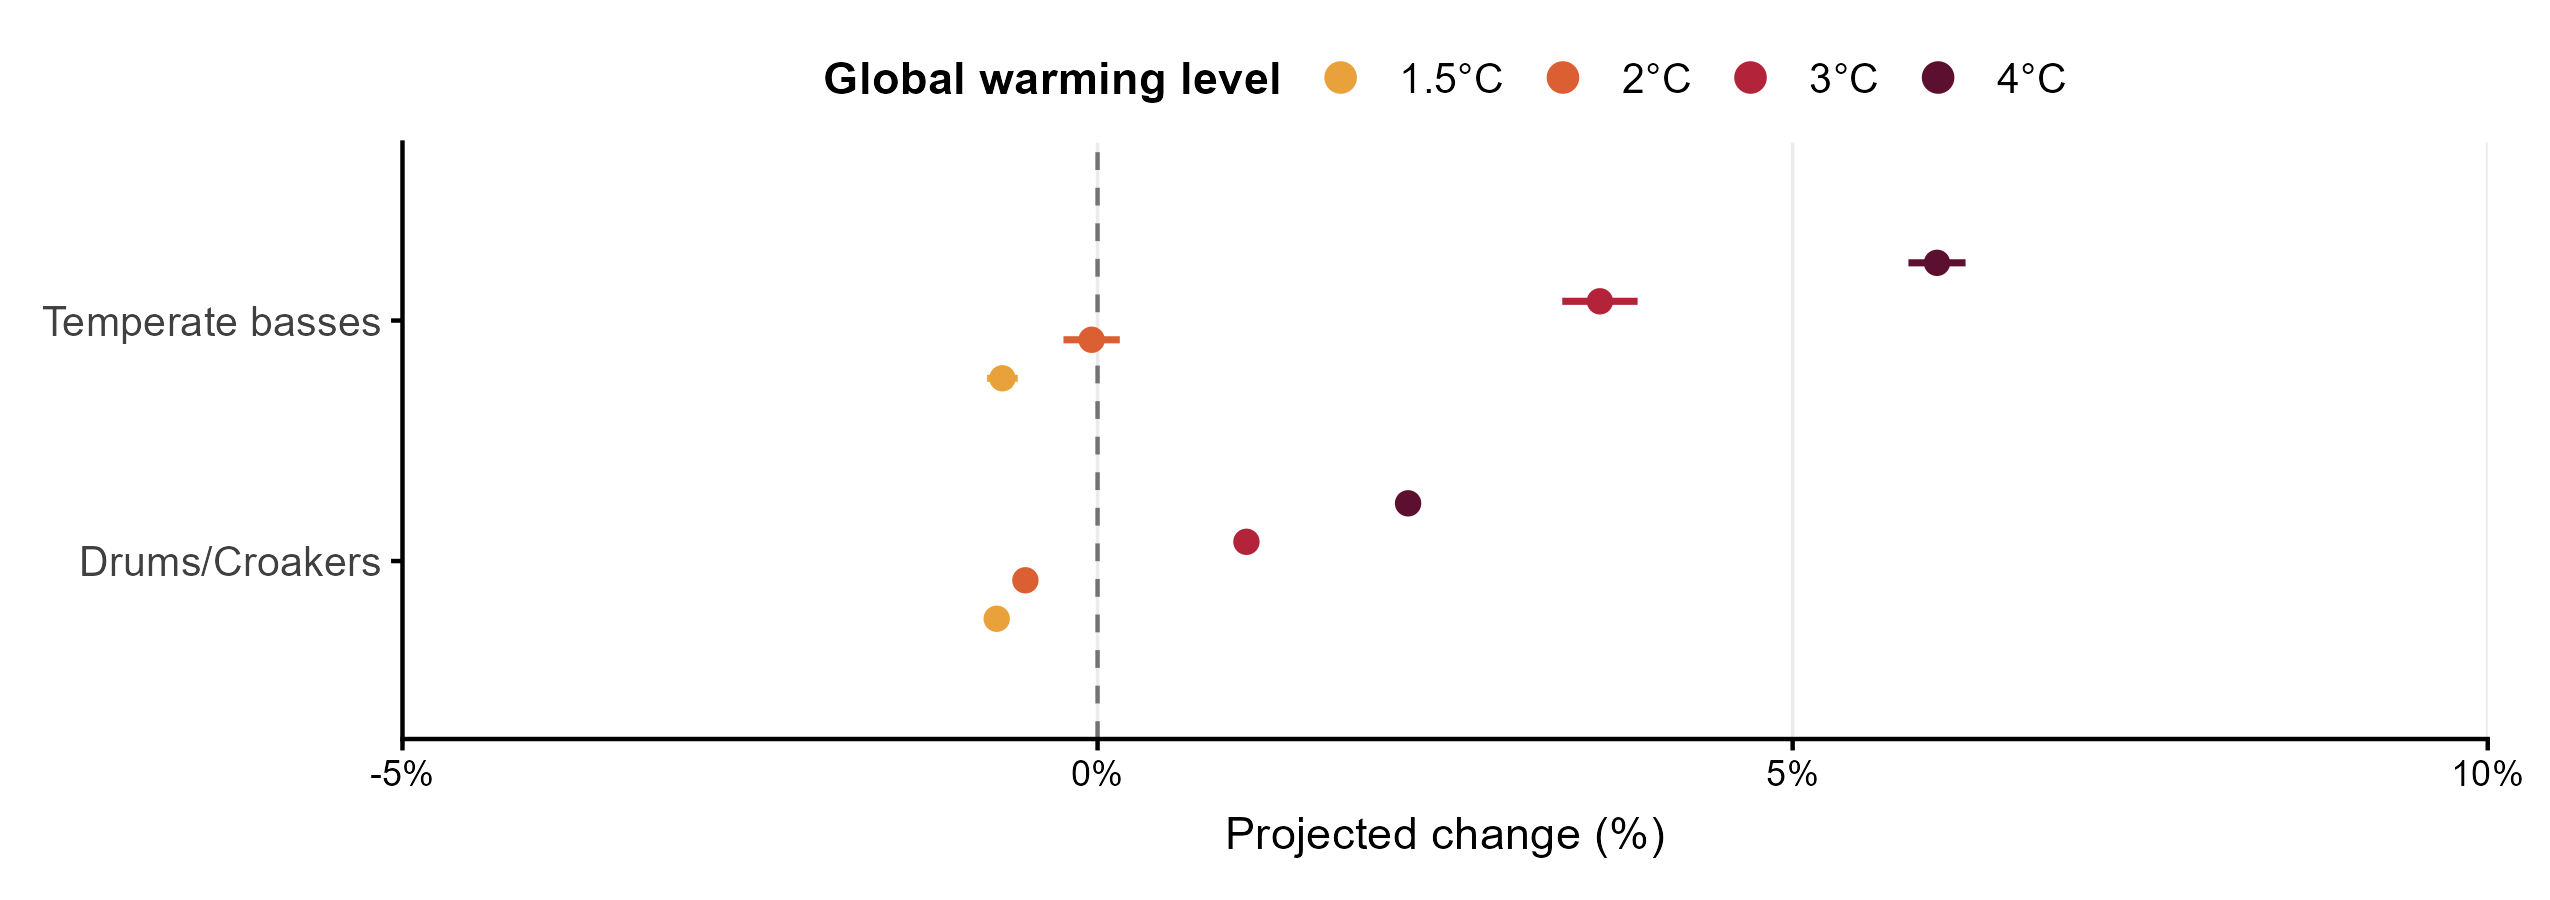 Global warming level 1.5°C 2°C 3°C 4°C
Temperate basses
Drums/Croakers
-5% 0% 5% 10%
Projected change (%)